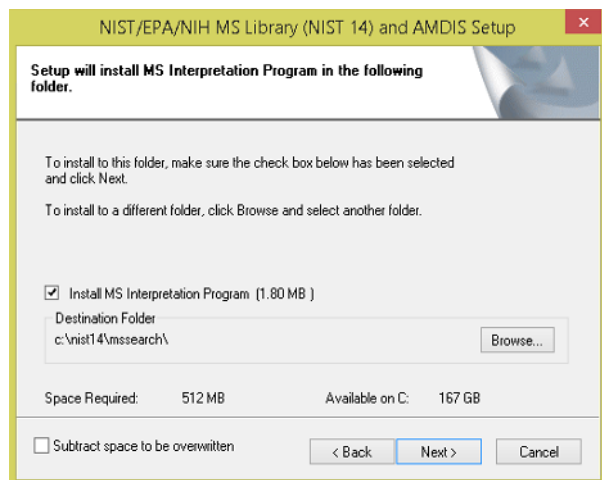 NIST/EPA/NIH MS Library (NIST 14) and AMDIS Setup
Setup will install MS Interpretation Program in the following
folder.
To install to this folder, make sure the check box below has been selected
and click Next.
To install to a different folder, click Browse and select another folder.
Install MS Interpretation Program (1.80 MB )
Destination Folder
c:\nist14\mssearch\
Browse...
Space Required: 512 MB Available on C: 167 GB
Subtract space to be overwritten
< Back Next > Cancel